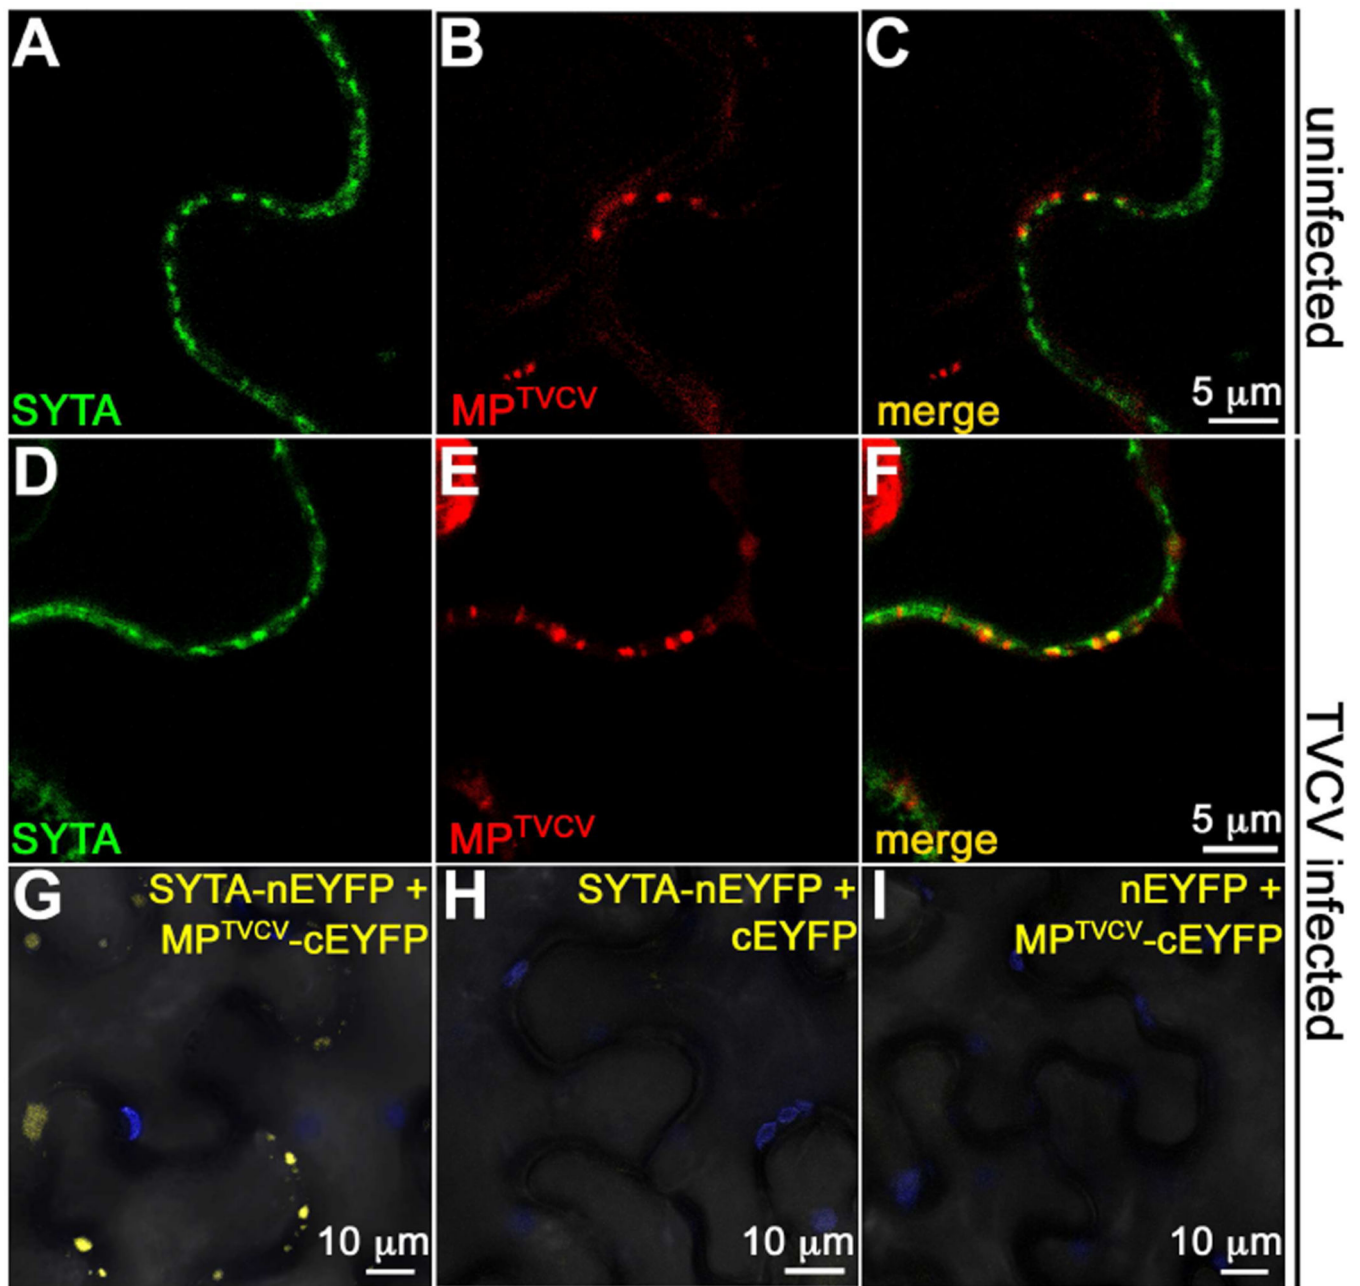 A
B
C
SYTA
MPTVCV
merge
5 μm
uninfected
D
E
F
SYTA
MPTVCV
merge
5 μm
G
SYTA-nEYFP +
MPTVCV-cEYFP
10 μm
H
SYTA-nEYFP +
cEYFP
10 μm
I
nEYFP +
MPTVCV-cEYFP
10 μm
TVCV infected